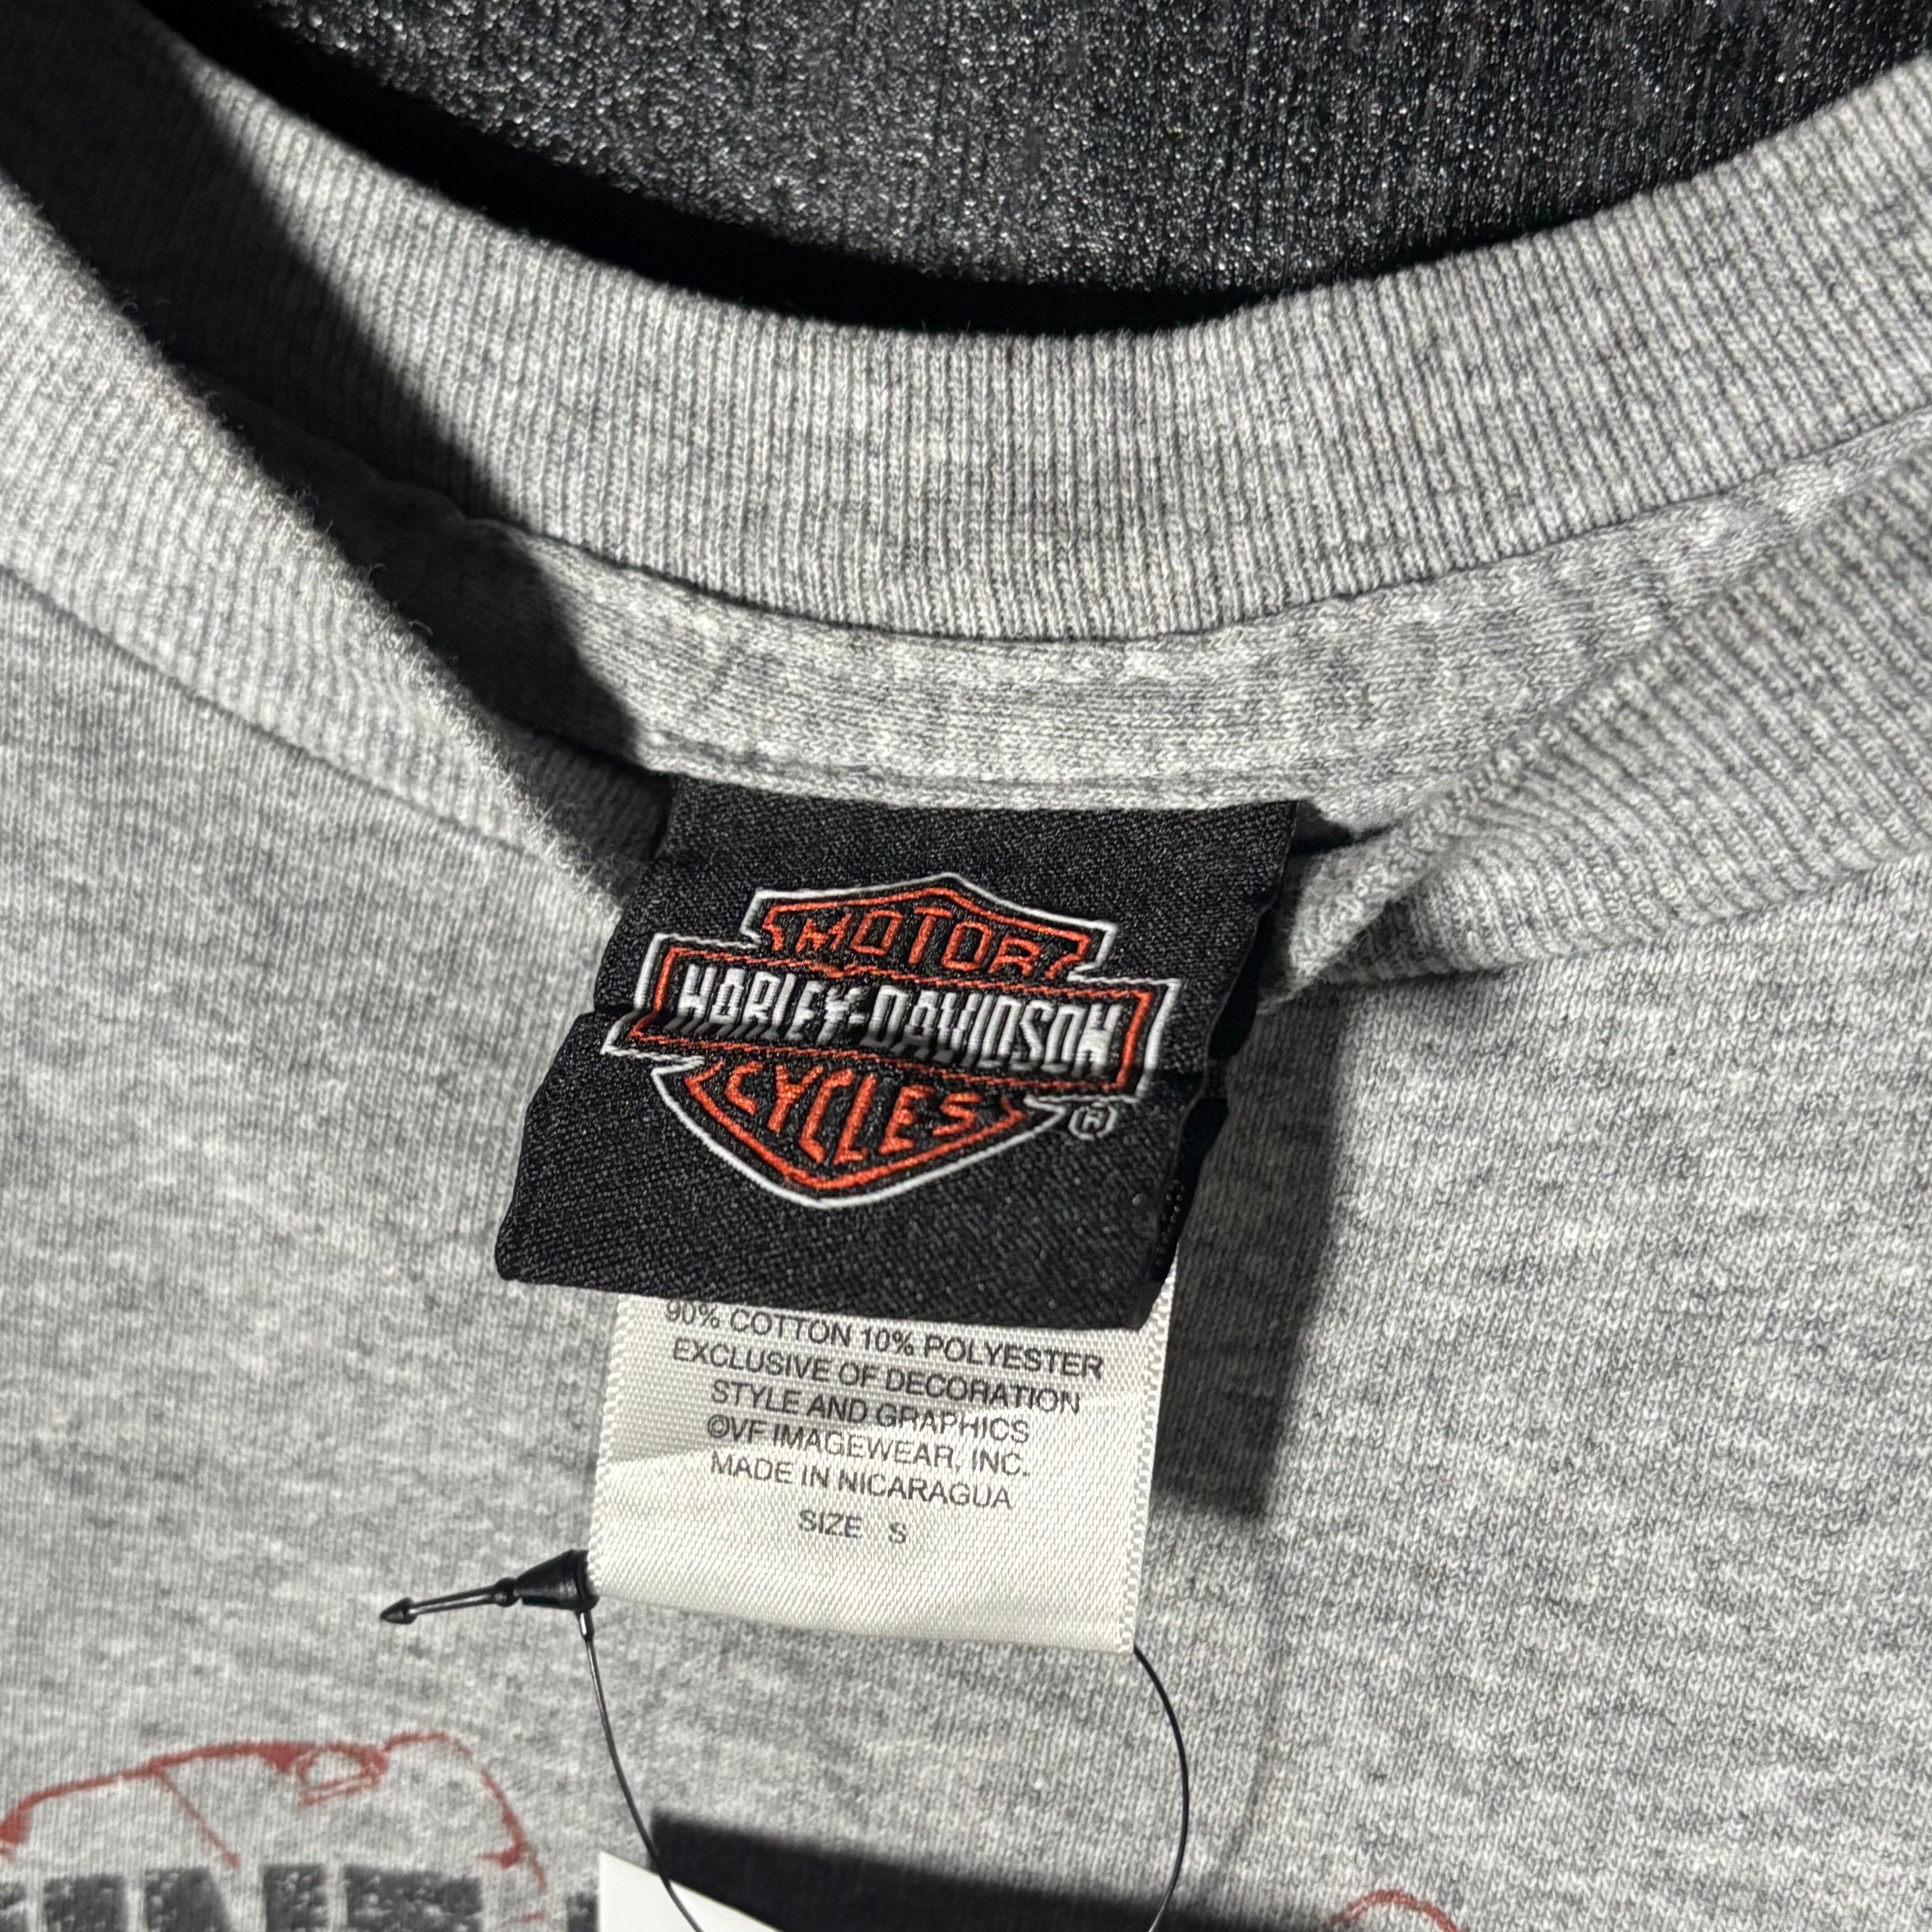 MOTOR
HARLEY-DAVIDSON
CYCLES
®
90% COTTON 10% POLYESTER
EXCLUSIVE OF DECORATION
STYLE AND GRAPHICS
©VF IMAGEWEAR, INC.
MADE IN NICARAGUA
SIZE S